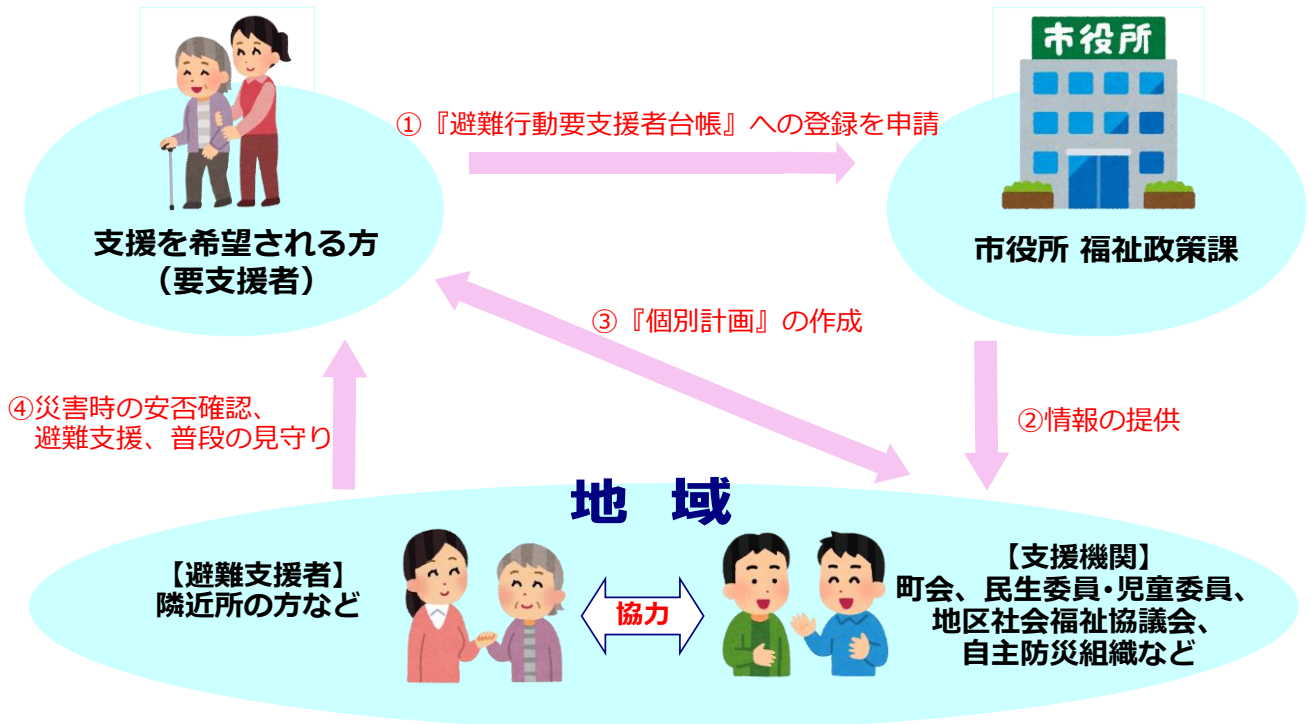 市役所
①『避難行動要支援者台帳』への登録を申請
支援を希望される方
（要支援者）
市役所 福祉政策課
③『個別計画』の作成
④災害時の安否確認、
避難支援、普段の見守り
②情報の提供
地 域
【避難支援者】
隣近所の方など
協力
【支援機関】
町会、民生委員・児童委員、
地区社会福祉協議会、
自主防災組織など